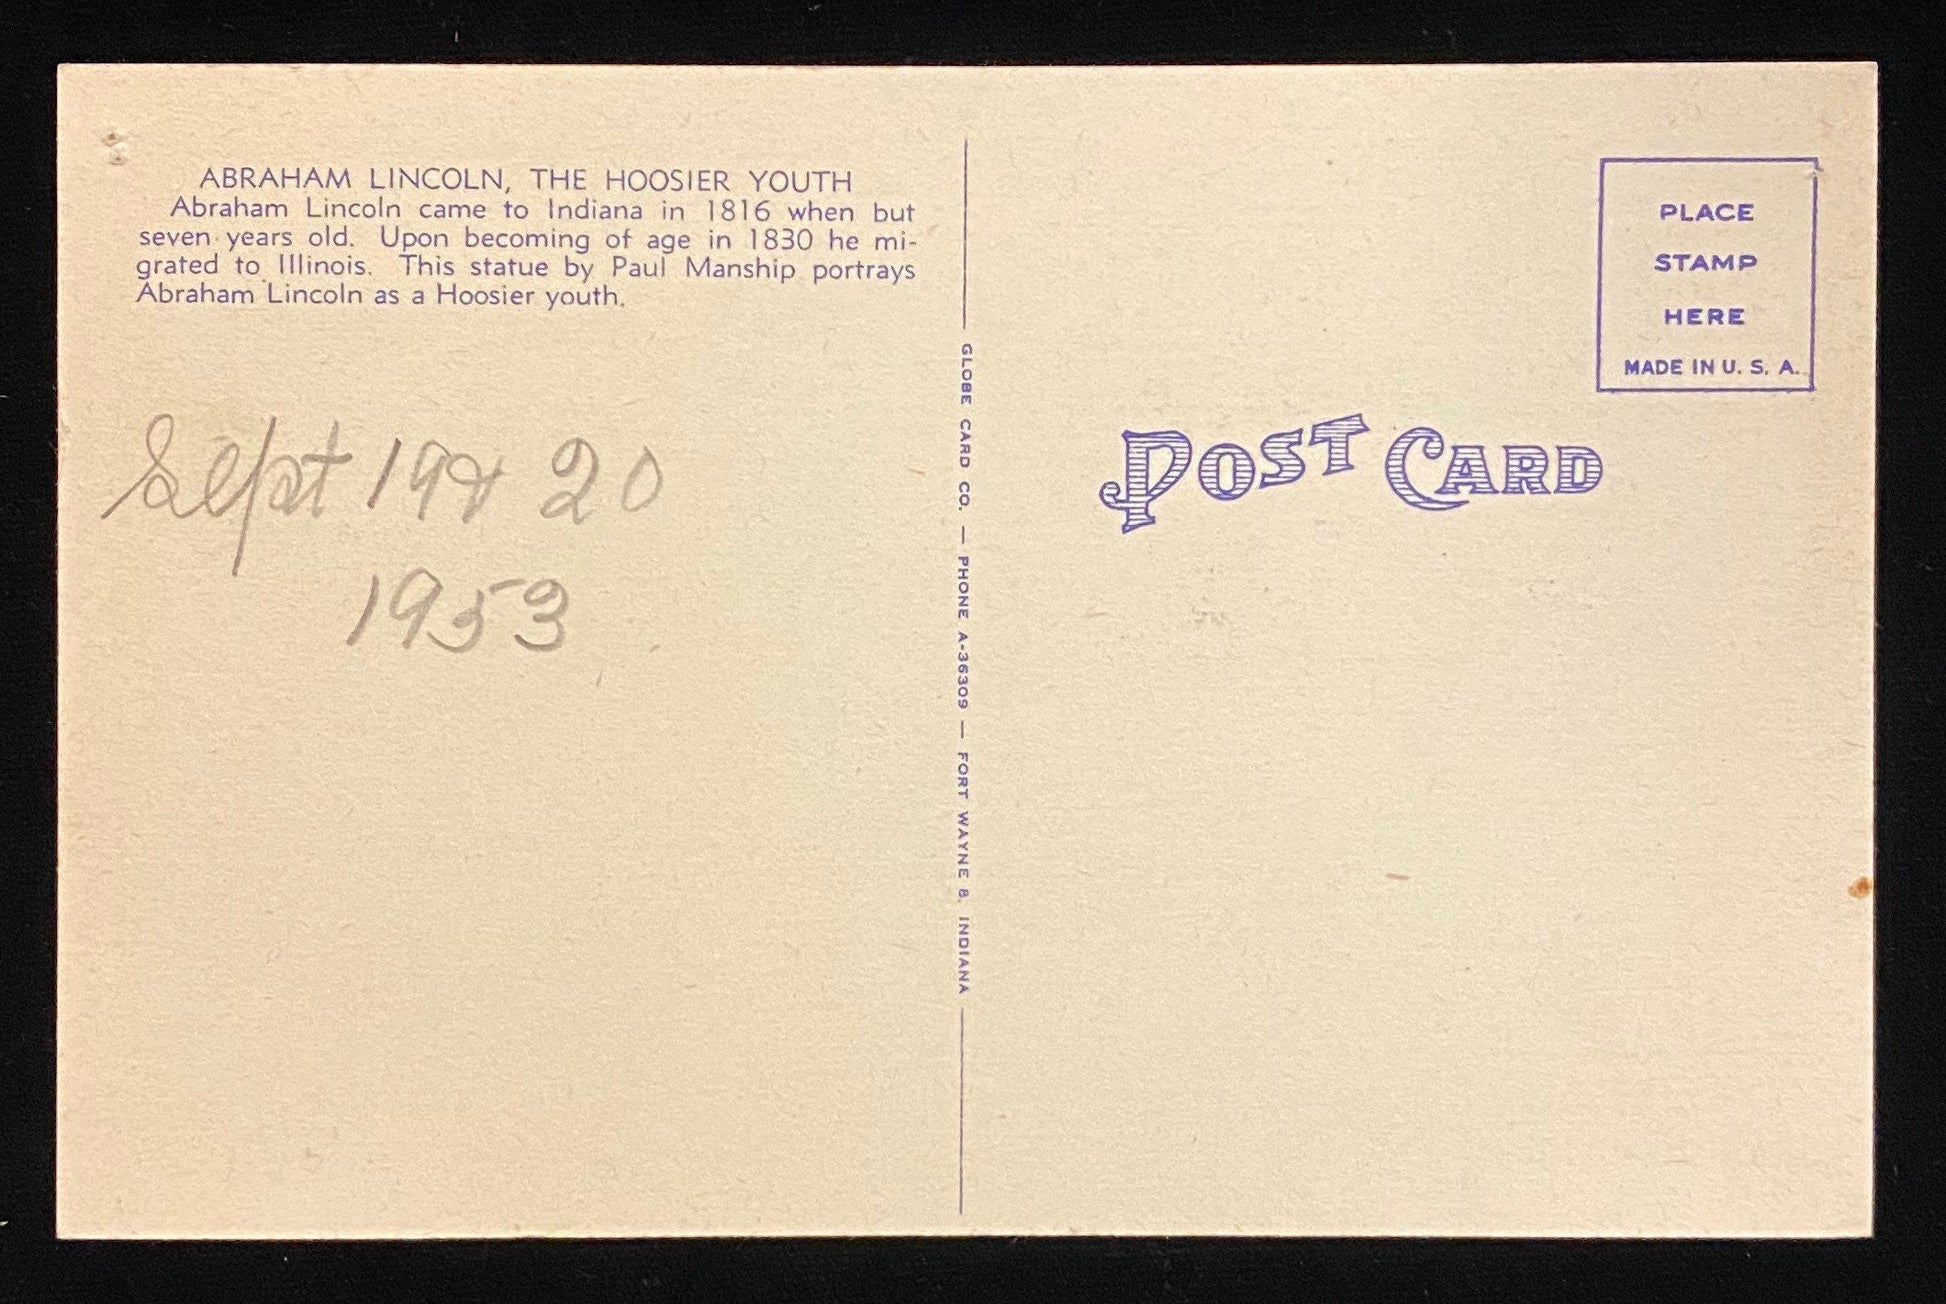 ABRAHAM LINCOLN, THE HOOSIER YOUTH
Abraham Lincoln came to Indiana in 1816 when but
seven years old. Upon becoming of age in 1830 he mi-
grated to Illinois. This statue by Paul Manship portrays
Abraham Lincoln as a Hoosier youth.
Sept 19 & 20
1953
GLOBE CARD CO. — PHONE A-36309 — FORT WAYNE 8, INDIANA
PLACE
STAMP
HERE
MADE IN U. S. A.
POST CARD